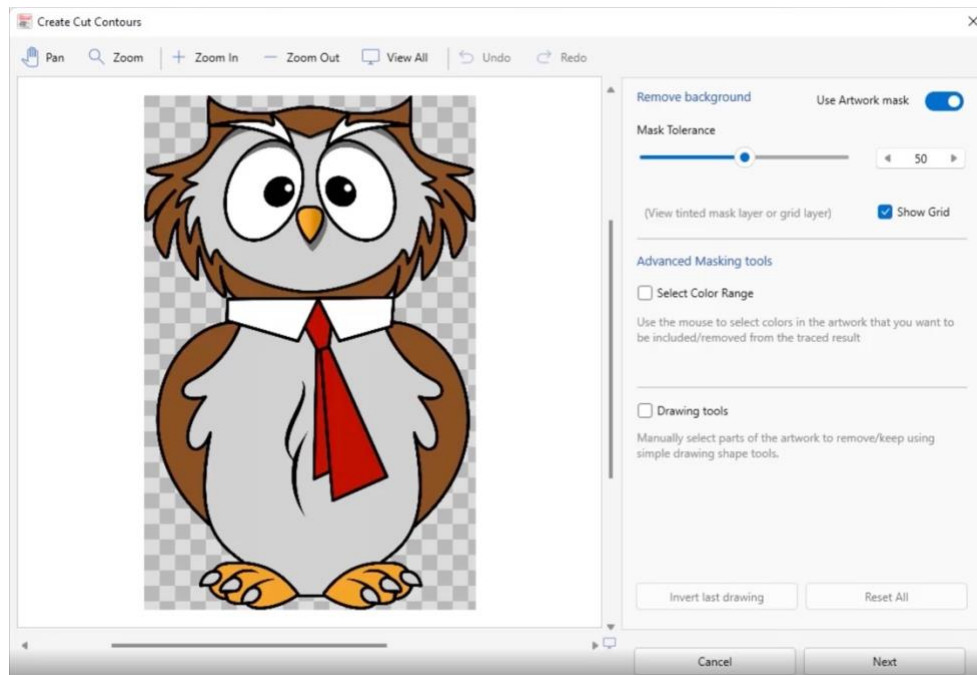 Create Cut Contours
Pan Zoom Zoom In Zoom Out View All Undo Redo
Remove background Use Artwork mask
Mask Tolerance
50
(View tinted mask layer or grid layer) Show Grid
Advanced Masking tools
Select Color Range
Use the mouse to select colors in the artwork that you want to
be included/removed from the traced result
Drawing tools
Manually select parts of the artwork to remove/keep using
simple drawing shape tools.
Invert last drawing Reset All
Cancel Next